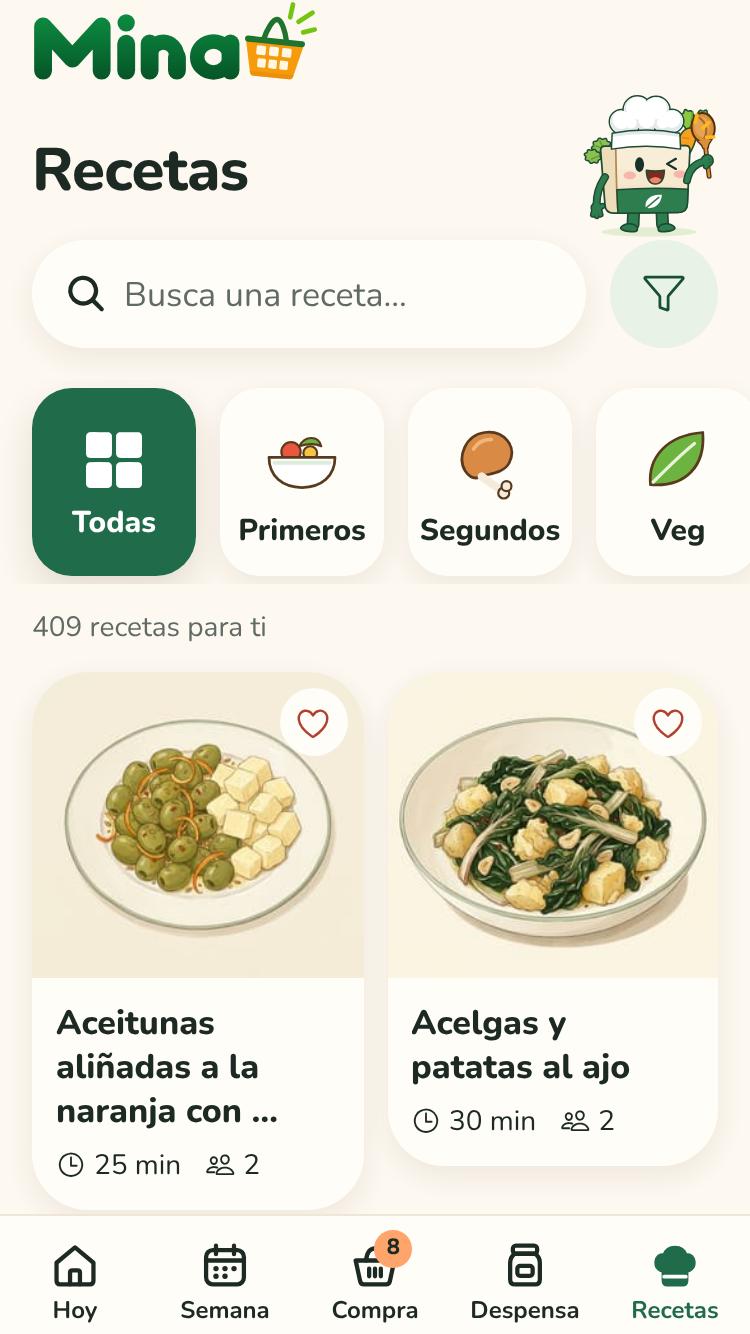 Mina
Recetas
Busca una receta...
Todas
Primeros
Segundos
Veg
409 recetas para ti
Aceitunas
aliñadas a la
naranja con ...
25 min 2
Acelgas y
patatas al ajo
30 min 2
8
Hoy
Semana
Compra
Despensa
Recetas